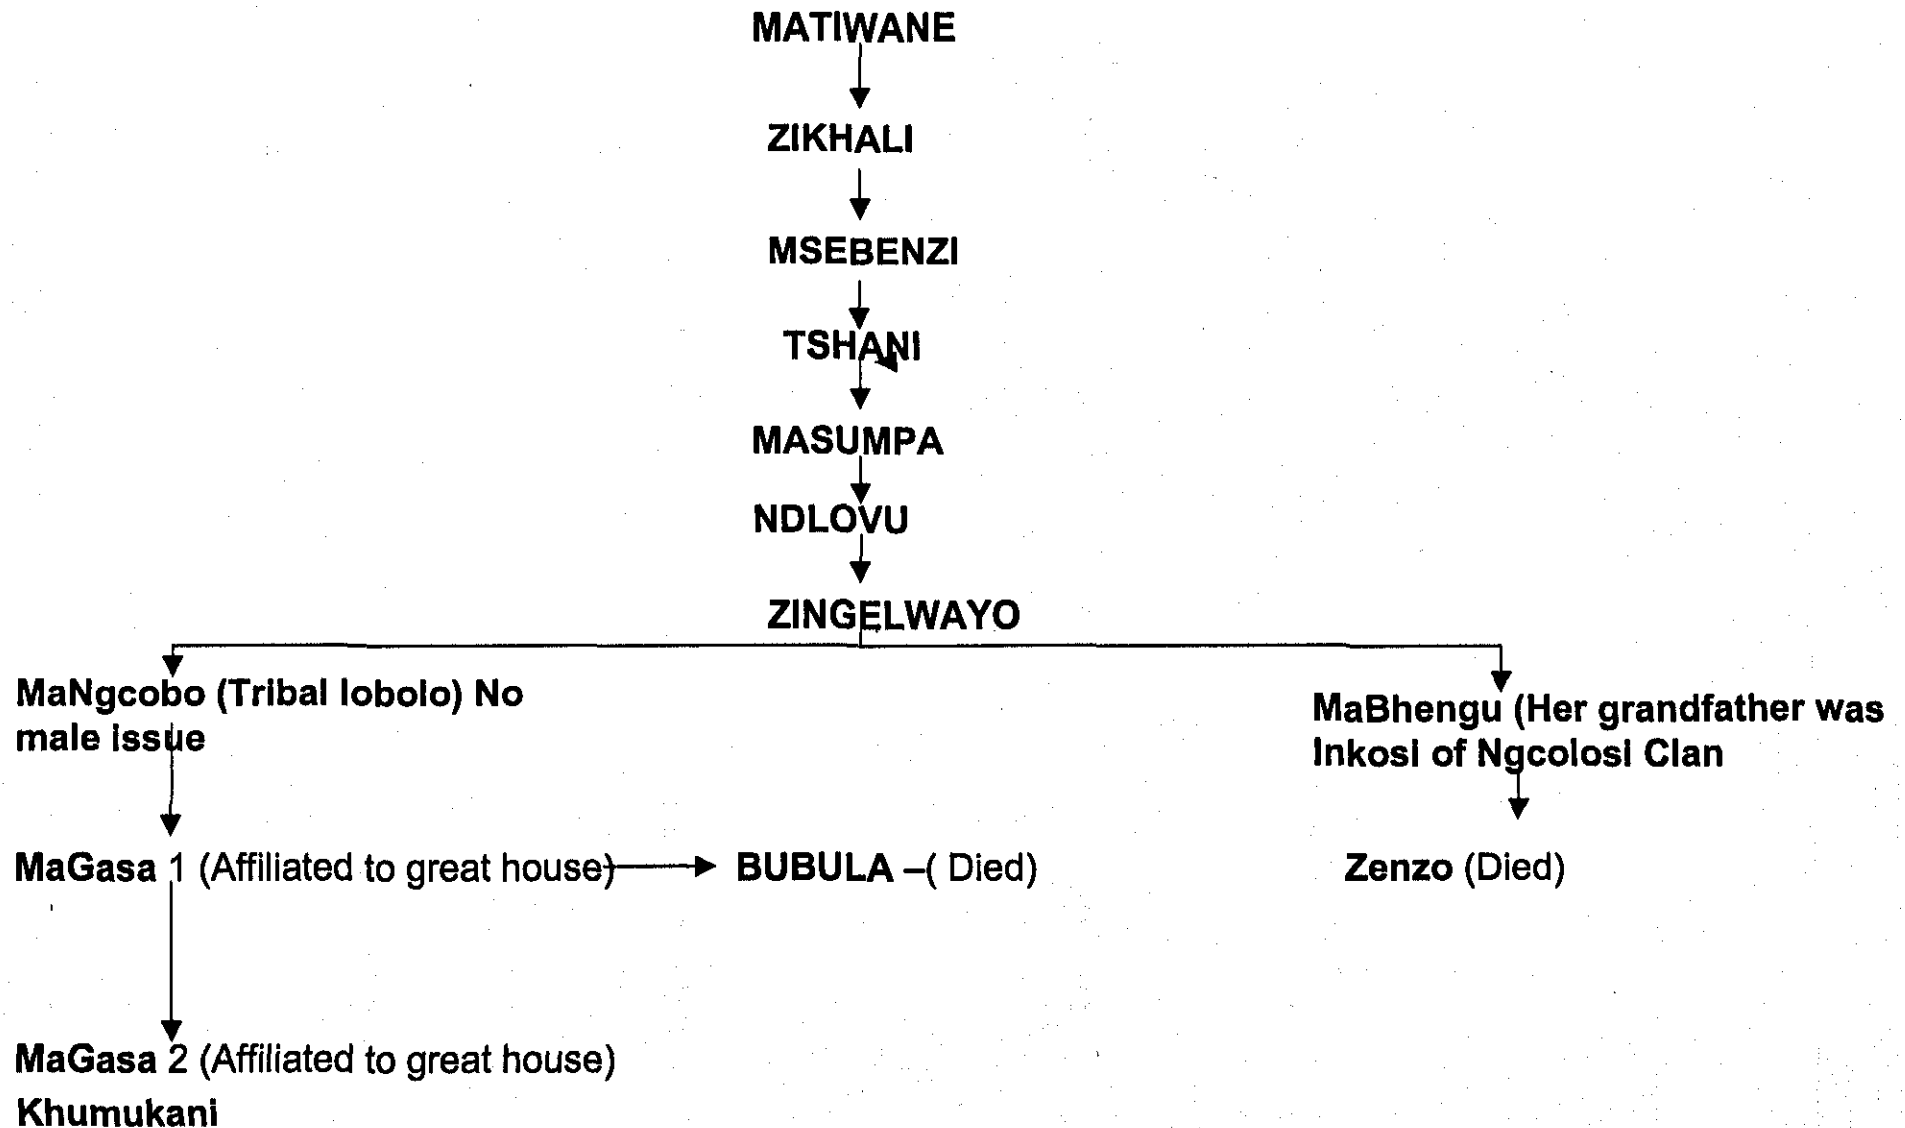 MATIWANE
ZIKHALI
MSEBENZI
TSHANI
MASUMPA
NDLOVU
ZINGELWAYO
MaNgcobo (Tribal lobolo) No
male issue
MaBhengu (Her grandfather was
Inkosi of Ngcolosi Clan
MaGasa 1 (Affiliated to great house)
BUBULA –( Died)
Zenzo (Died)
MaGasa 2 (Affiliated to great house)
Khumukani